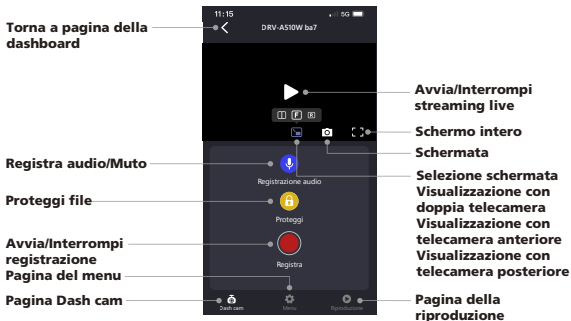 Torna a pagina della
dashboard
Registra audio/Muto
Proteggi file
Avvia/Interrompi
registrazione
Pagina del menu
Pagina Dash cam
11:15
5G
DRV-A510W ba7
F
R
Registrazione audio
Proteggi
Registra
Dash cam
Menu
Riproduzione
Avvia/Interrompi
streaming live
Schermo intero
Schermata
Selezione schermata
Visualizzazione con
doppia telecamera
Visualizzazione con
telecamera anteriore
Visualizzazione con
telecamera posteriore
Pagina della
riproduzione